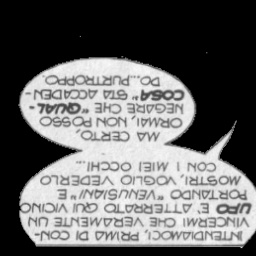 INTENDIAMOCI, PRIMA DI CON-
VINCERMI CHE VERAMENTE UN
UFO E' ATTERRATO QUI VICINO
PORTANDO "VENUSIANI" E
MOSTRI, VOGLIO VEDERLO
CON I MIEI OCCHI...
MA CERTO,
ORMAI, NON POSSO
NEGARE CHE "QUAL-
COSA" STA ACCADEN-
DO...PURTROPPO.